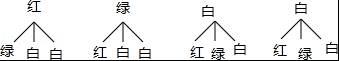 红 绿 白 白
绿 白 白 红 白 白 红 绿 白 红 绿 白